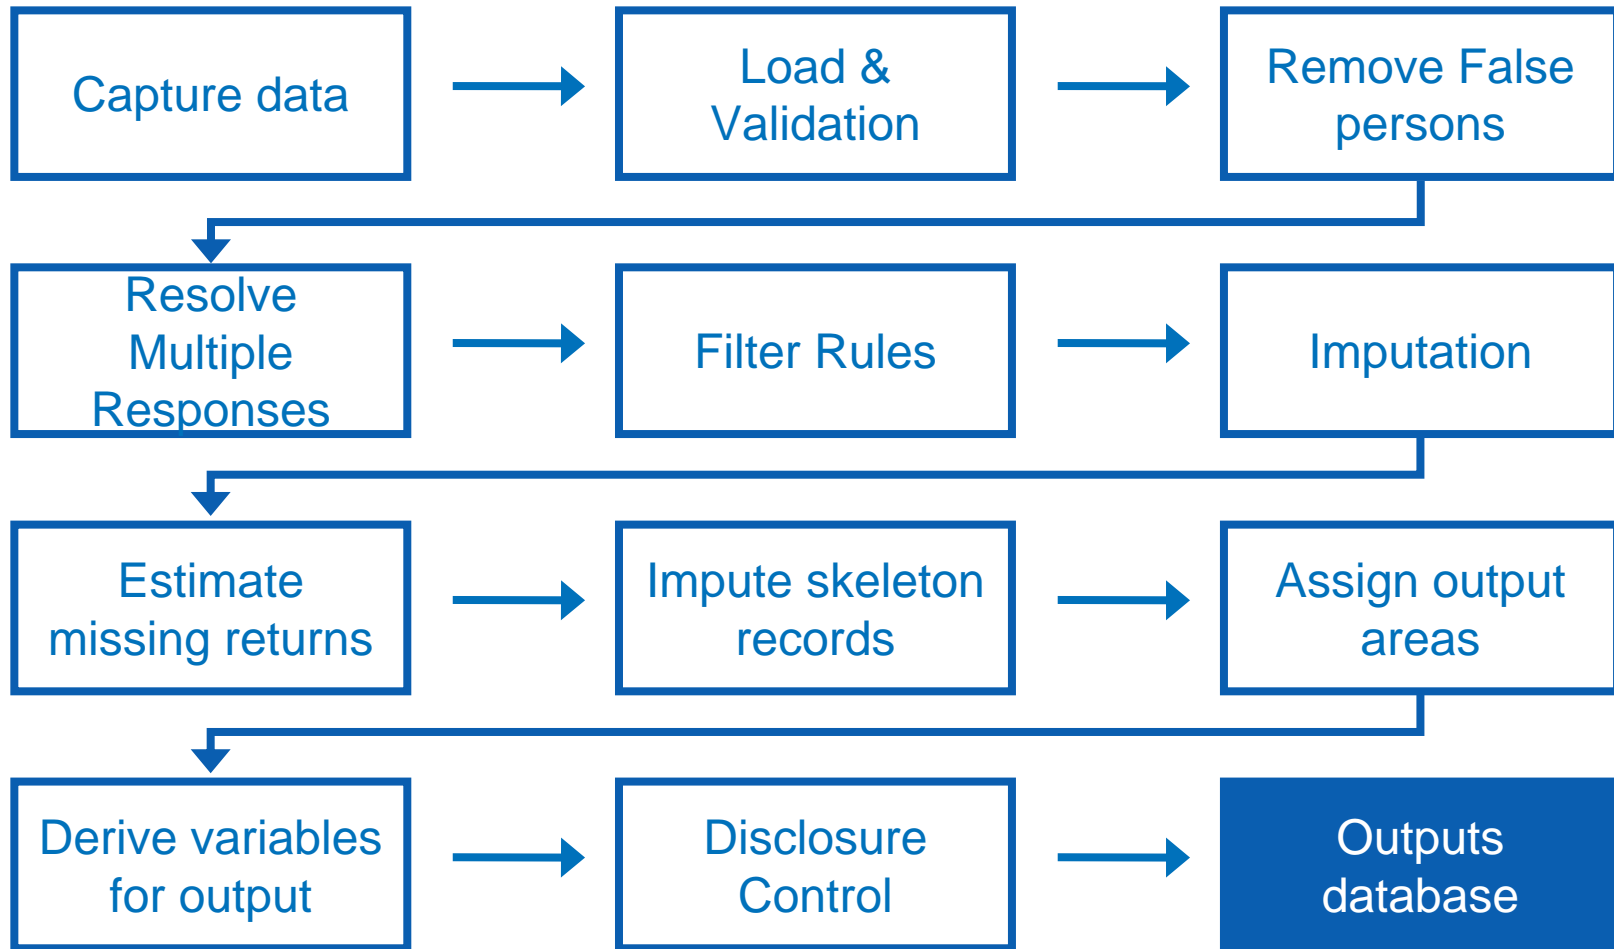 Capture data
Load &
Validation
Remove False
persons
Resolve
Multiple
Responses
Filter Rules
Imputation
Estimate
missing returns
Impute skeleton
records
Assign output
areas
Derive variables
for output
Disclosure
Control
Outputs
database